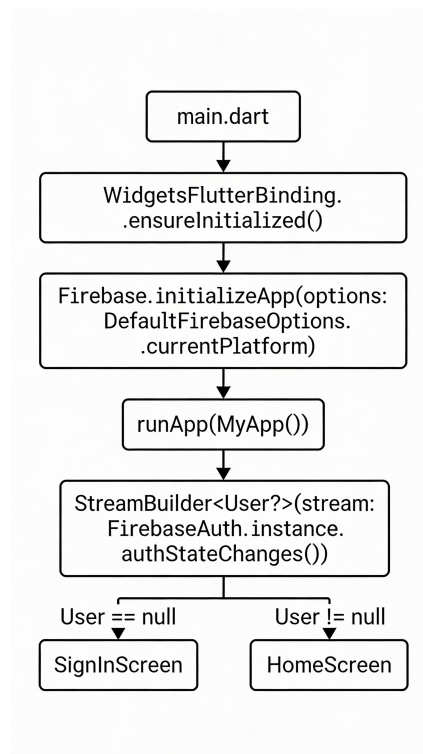 main.dart
WidgetsFlutterBinding.
.ensureInitialized()
Firebase.initializeApp(options:
DefaultFirebaseOptions.
.currentPlatform)
runApp(MyApp())
StreamBuilder<User?>(stream:
FirebaseAuth.instance.
authStateChanges())
User == null
User != null
SignInScreen
HomeScreen